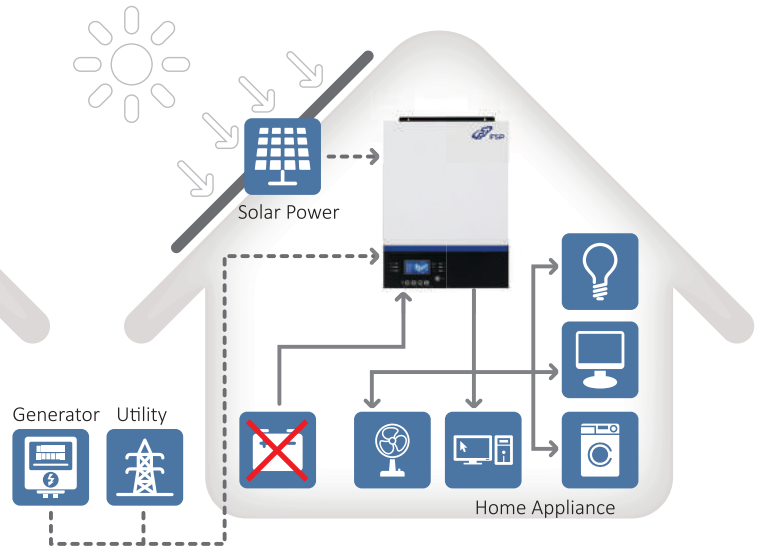 FSP
Solar Power
Generator
Utility
Home Appliance